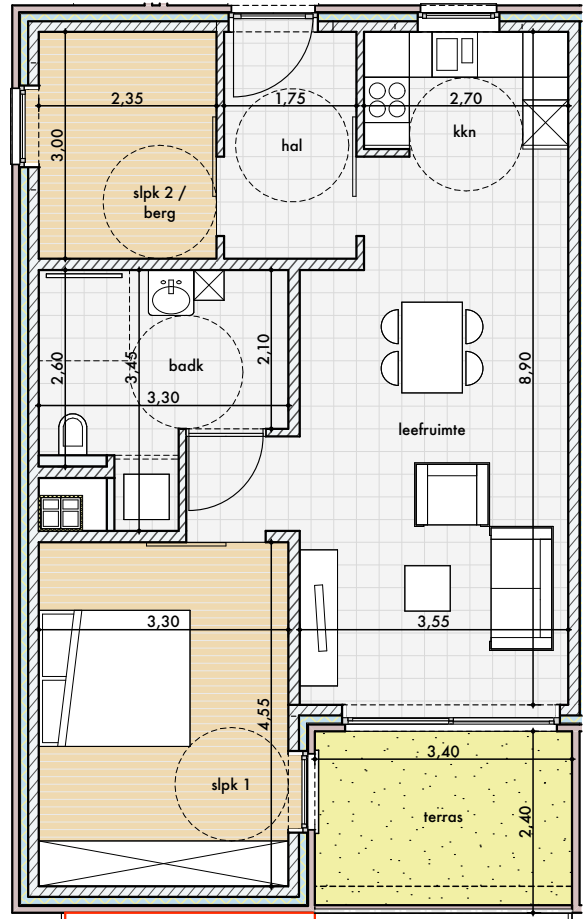 2,35
1,75
2,70
3,00
hal
kkn
slpk 2 /
berg
2,60
3,45
badk
2,10
3,30
8,90
leefruimte
3,30
3,55
4,55
3,40
slpk 1
terras
2,40